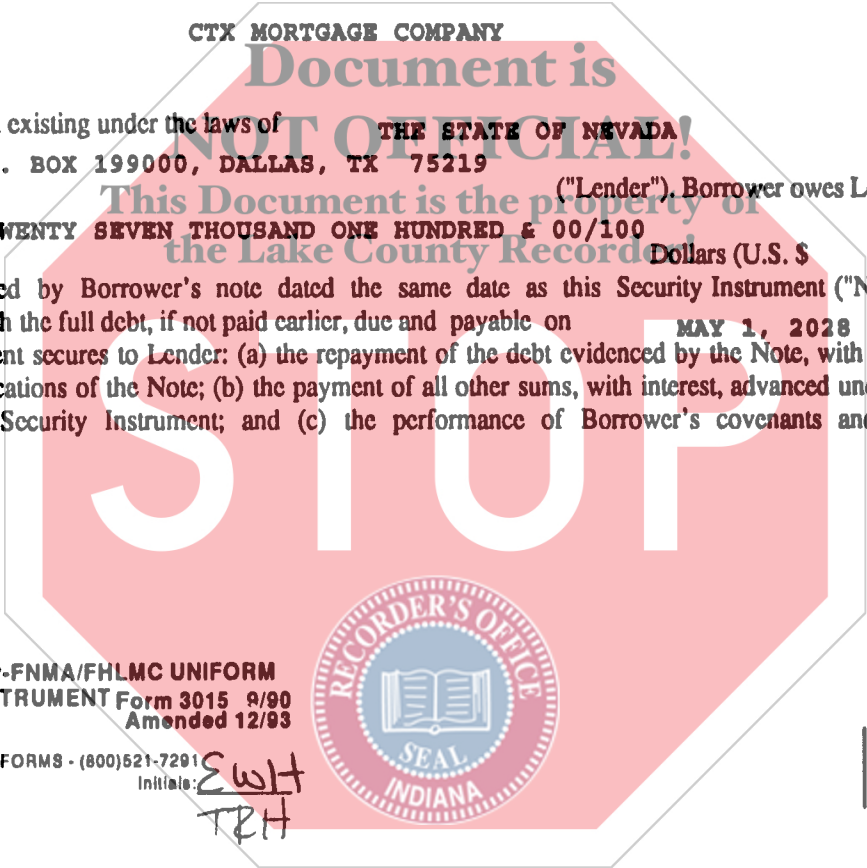 CTX MORTGAGE COMPANY
Document is
existing under the laws of THE STATE OF NEVADA
NOT OFFICIAL!
. BOX 199000, DALLAS, TX 75219
("Lender"). Borrower owes L
This Document is the property of
WENTY SEVEN THOUSAND ONE HUNDRED & 00/100
the Lake County Recorder!
Dollars (U.S. $
ed by Borrower's note dated the same date as this Security Instrument ("N
h the full debt, if not paid earlier, due and payable on MAY 1, 2028
ent secures to Lender: (a) the repayment of the debt evidenced by the Note, with
cations of the Note; (b) the payment of all other sums, with interest, advanced und
Security Instrument; and (c) the performance of Borrower's covenants and
STOP
RECORDER'S OFFICE
SEAL
INDIANA
-FNMA/FHLMC UNIFORM
TRUMENT Form 3015 9/90
Amended 12/93
FORMS - (800)521-7291
Initials: EWH
TRH